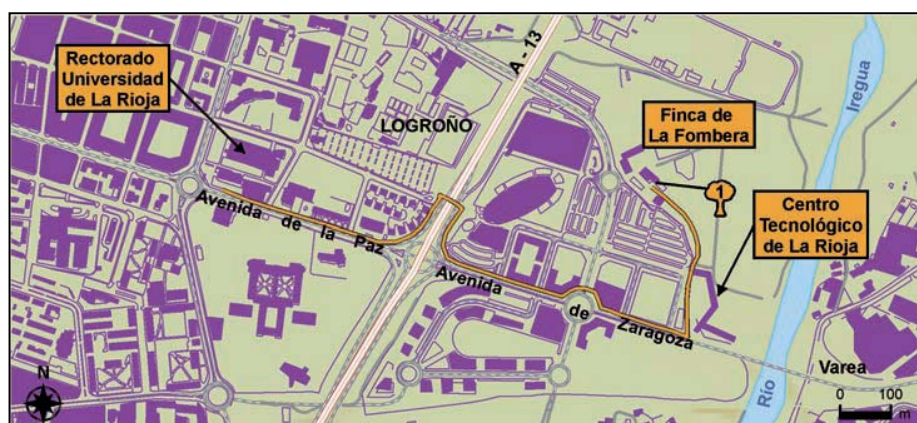 Rectorado
Universidad
de La Rioja
LOGROÑO
A - 13
Finca de
La Fombera
Iregua
1
Centro
Tecnológico
de La Rioja
Avenida de la Paz
Avenida de Zaragoza
Varea
Río
N
0 100
m